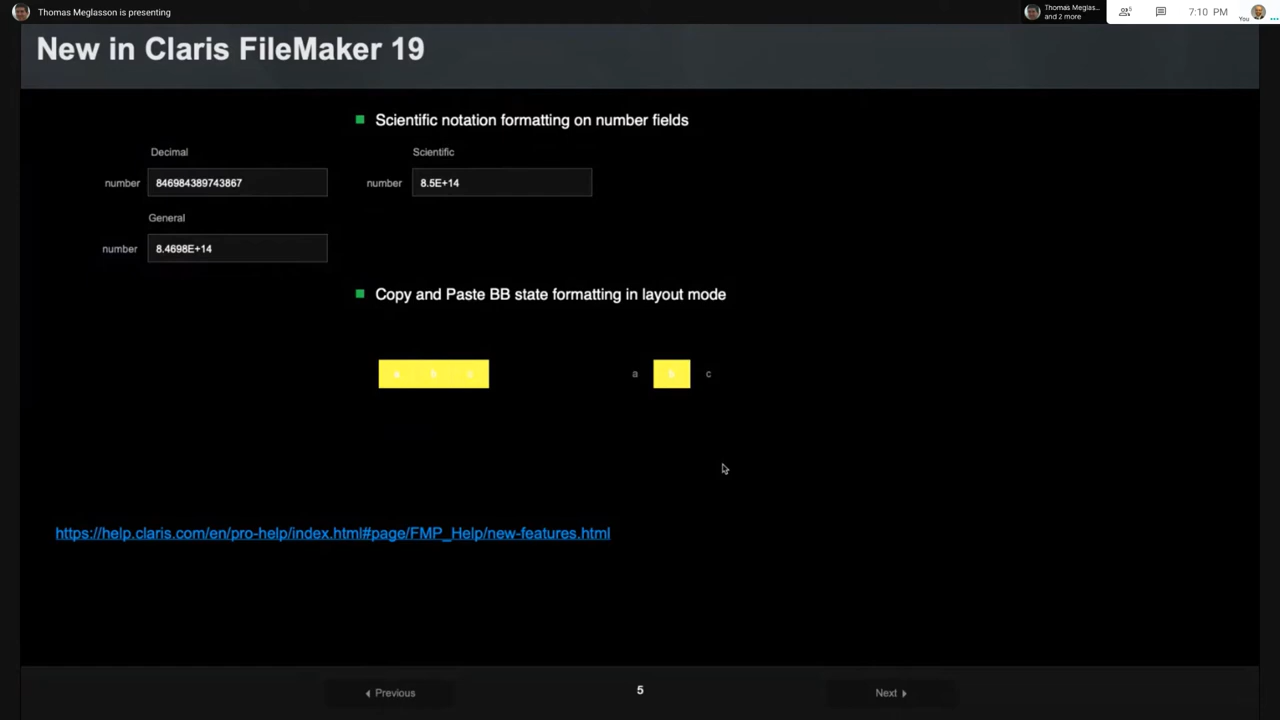 Thomas Meglasson is presenting
Thomas Meglas...
and 2 more
7:10 PM
You
New in Claris FileMaker 19
Scientific notation formatting on number fields
Decimal
Scientific
number 846984389743867
number 8.5E+14
General
number 8.4698E+14
Copy and Paste BB state formatting in layout mode
a b c
a b c
https://help.claris.com/en/pro-help/index.html#page/FMP_Help/new-features.html
Previous
5
Next